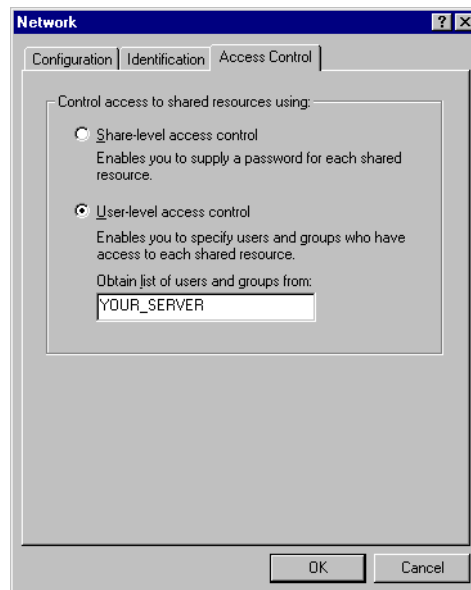 Network
Configuration Identification Access Control
Control access to shared resources using:
Share-level access control
Enables you to supply a password for each shared
resource.
User-level access control
Enables you to specify users and groups who have
access to each shared resource.
Obtain list of users and groups from:
YOUR_SERVER
OK Cancel